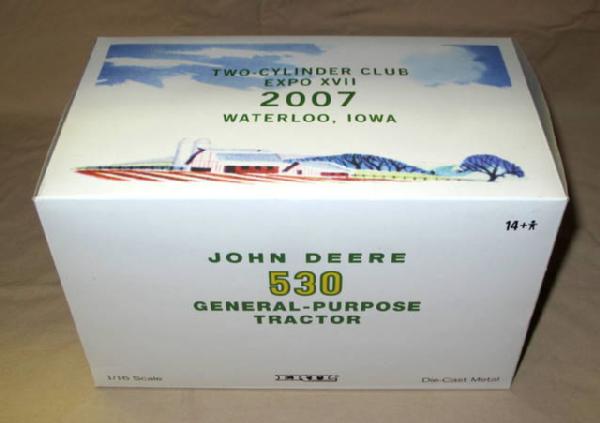 TWO-CYLINDER CLUB
EXPO XVII
2007
WATERLOO, IOWA
14+
JOHN DEERE
530
GENERAL-PURPOSE
TRACTOR
1/16 Scale
ERTL
Die-Cast Metal